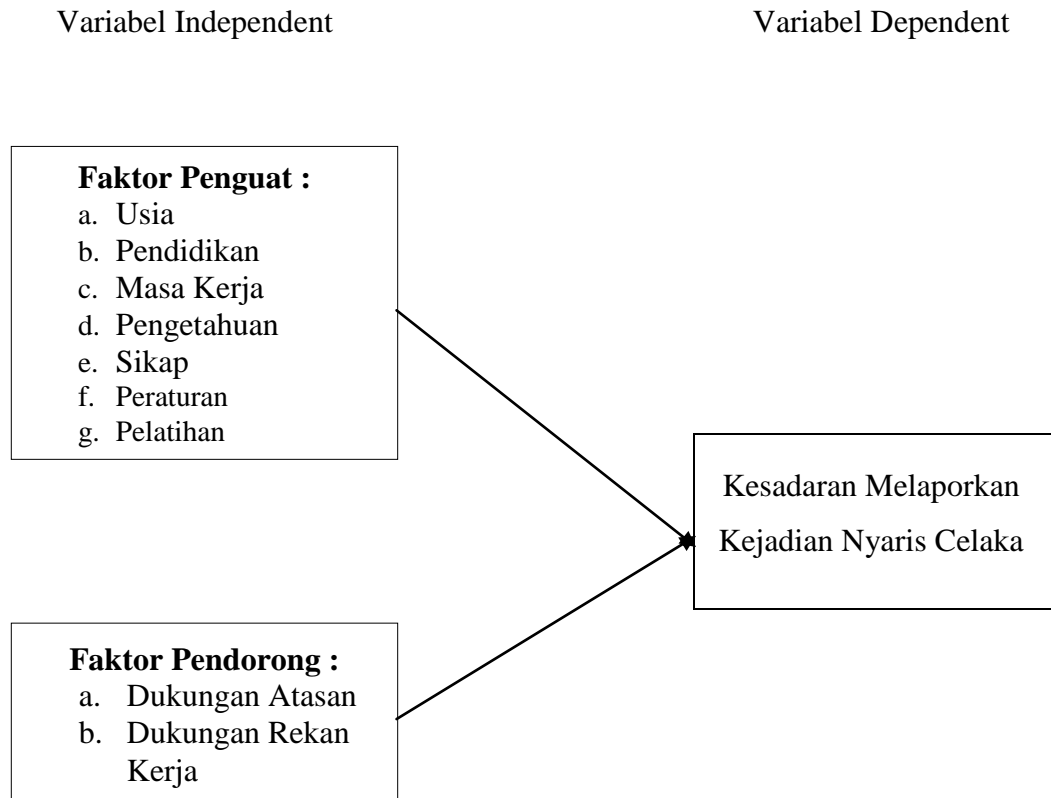 Variabel Independent
Variabel Dependent
Faktor Penguat :
a. Usia
b. Pendidikan
c. Masa Kerja
d. Pengetahuan
e. Sikap
f. Peraturan
g. Pelatihan
Kesadaran Melaporkan
Kejadian Nyaris Celaka
Faktor Pendorong :
a. Dukungan Atasan
b. Dukungan Rekan
Kerja